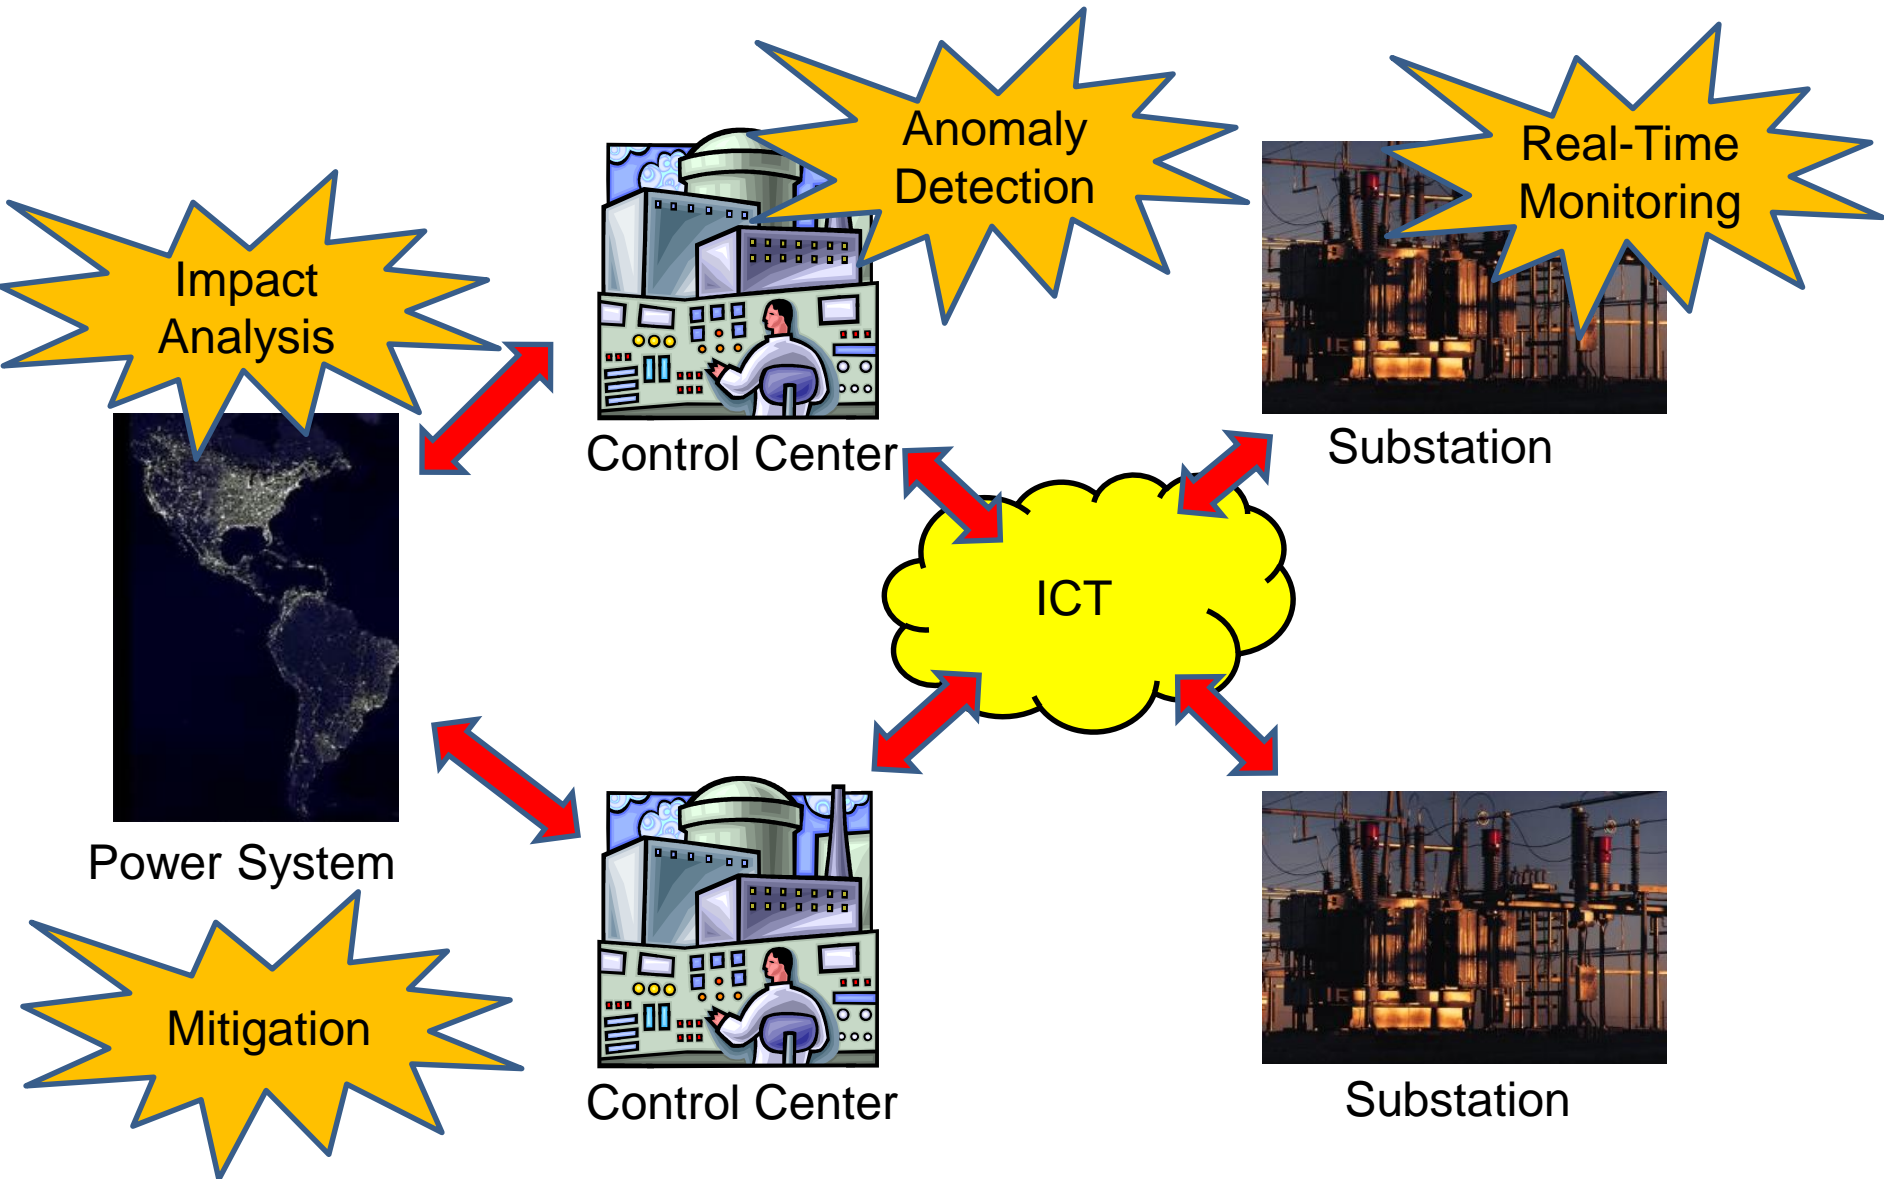 Anomaly
Detection
Real-Time
Monitoring
Impact
Analysis
Control Center
Substation
ICT
Power System
Mitigation
Control Center
Substation